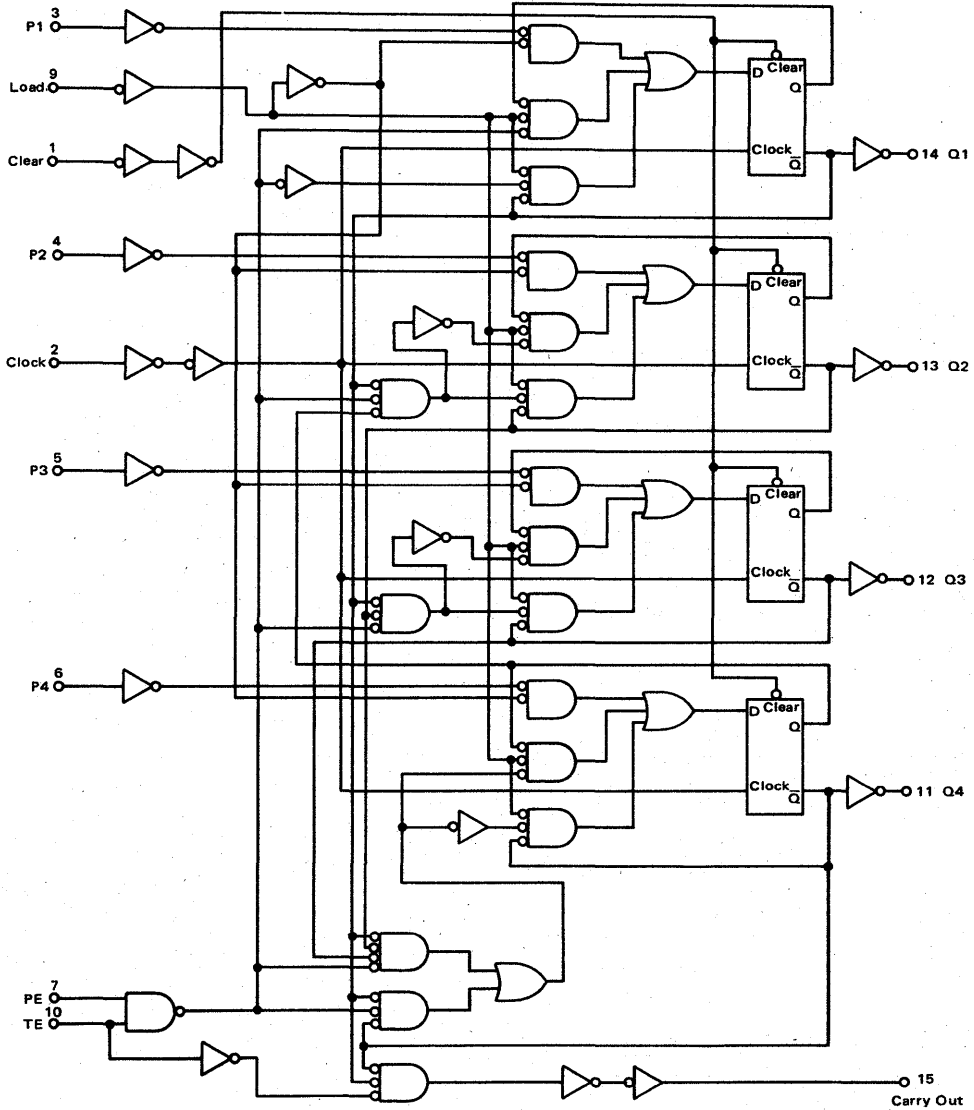 3
P1
9
Load
1
Clear
D Clear
Q
Clock
Q
14 Q1
4
P2
D Clear
Q
2
Clock
Clock
Q
13 Q2
5
P3
D Clear
Q
Clock
Q
12 Q3
6
P4
D Clear
Q
Clock
Q
11 Q4
7
PE
10
TE
15
Carry Out